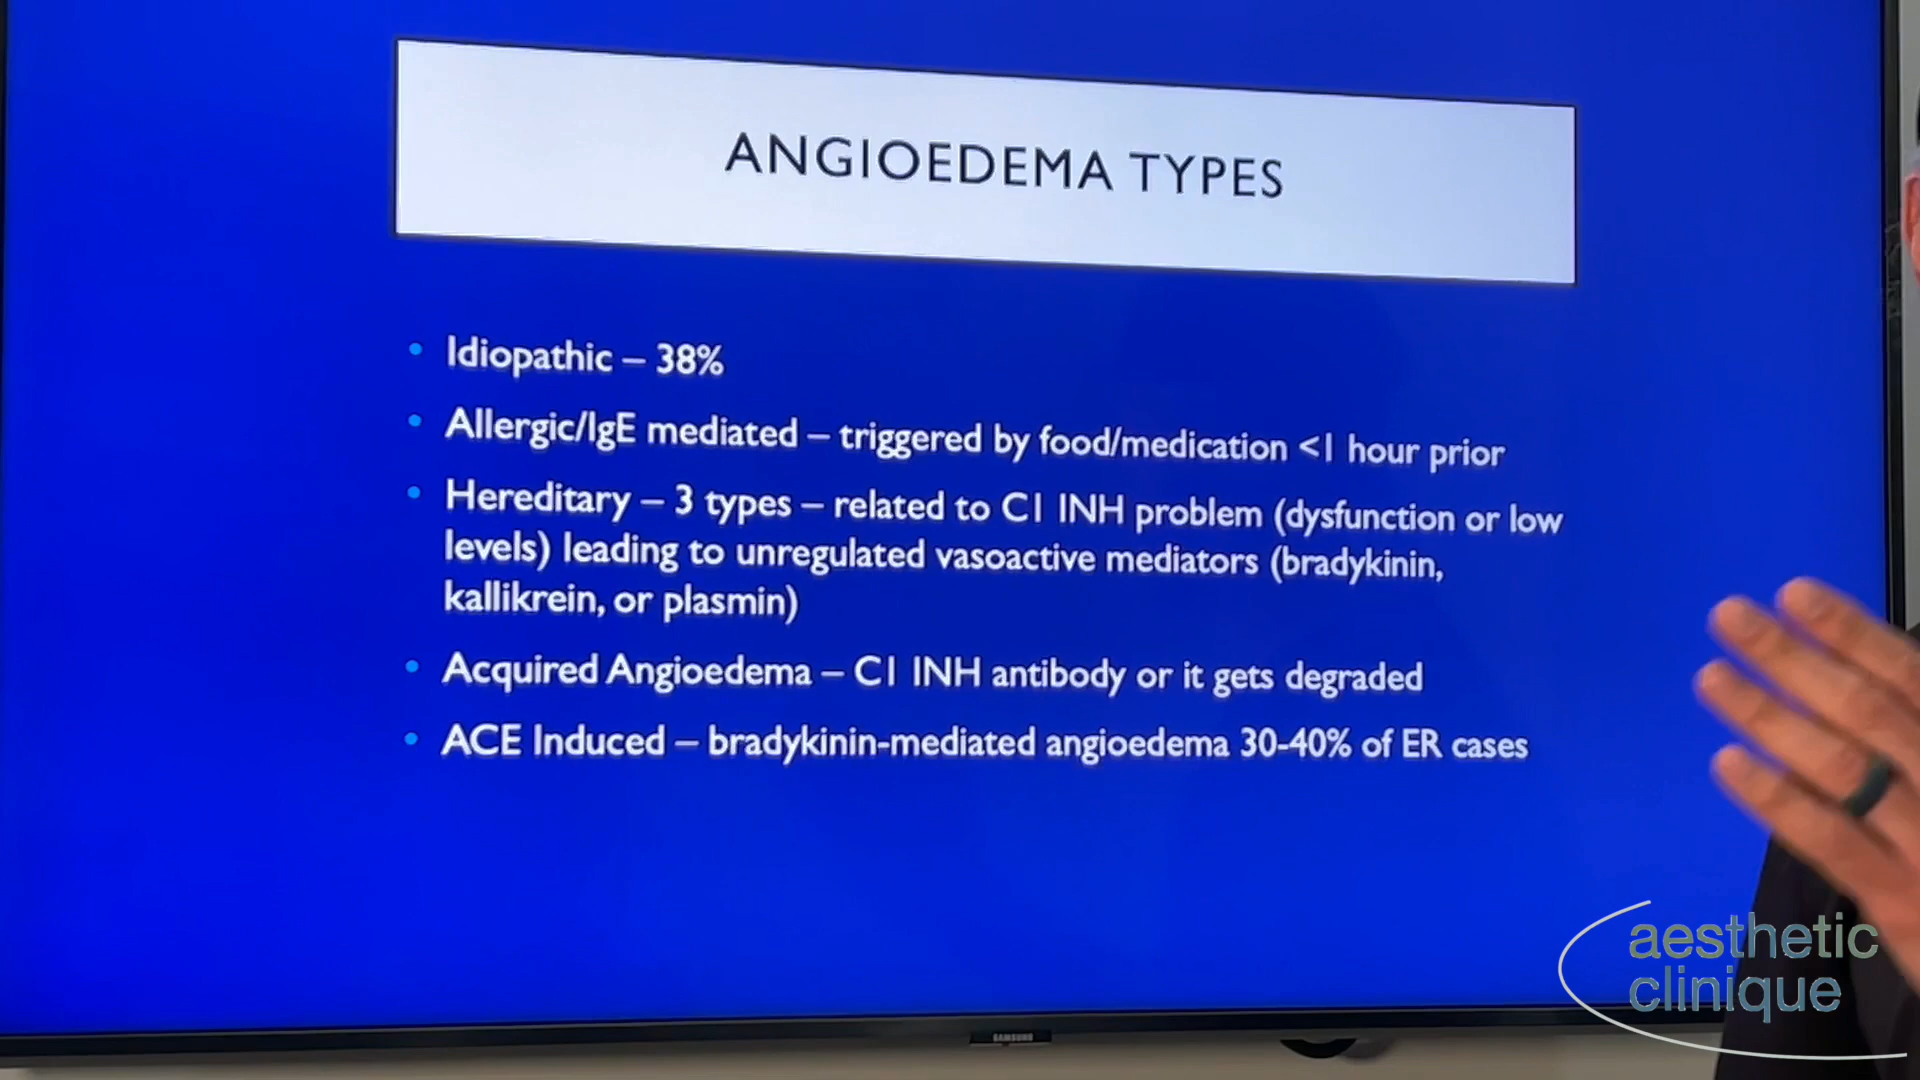 ANGIOEDEMA TYPES
• Idiopathic – 38%
• Allergic/IgE mediated – triggered by food/medication <1 hour prior
• Hereditary – 3 types – related to C1 INH problem (dysfunction or low
levels) leading to unregulated vasoactive mediators (bradykinin,
kallikrein, or plasmin)
• Acquired Angioedema – C1 INH antibody or it gets degraded
• ACE Induced – bradykinin-mediated angioedema 30-40% of ER cases
aesthetic
clinique
SAMSUNG